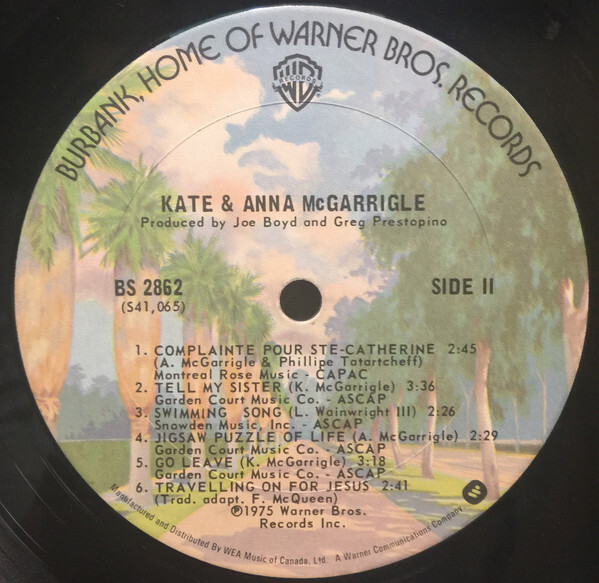 BURBANK, HOME OF WARNER BROS. RECORDS
RECORDS
KATE & ANNA McGARRIGLE
Produced by Joe Boyd and Greg Prestopino
BS 2862 SIDE II
(S41,065)
1. COMPLAINTE POUR STE-CATHERINE 2:45
(A. McGarrigle & Phillipe Tatartcheff)
Montreal Rose Music - CAPAC
2. TELL MY SISTER (K. McGarrigle) 3:36
Garden Court Music Co. - ASCAP
3. SWIMMING SONG (L. Wainwright III) 2:26
Snowden Music, Inc. - ASCAP
4. JIGSAW PUZZLE OF LIFE (A. McGarrigle) 2:29
Garden Court Music Co. - ASCAP
5. GO LEAVE (K. McGarrigle) 3:18
Garden Court Music Co. - ASCAP
6. TRAVELLING ON FOR JESUS 2:41
(Trad. adapt. F. McQueen)
℗1975 Warner Bros.
Records Inc.
Manufactured and Distributed By WEA Music of Canada, Ltd. A Warner Communications Company